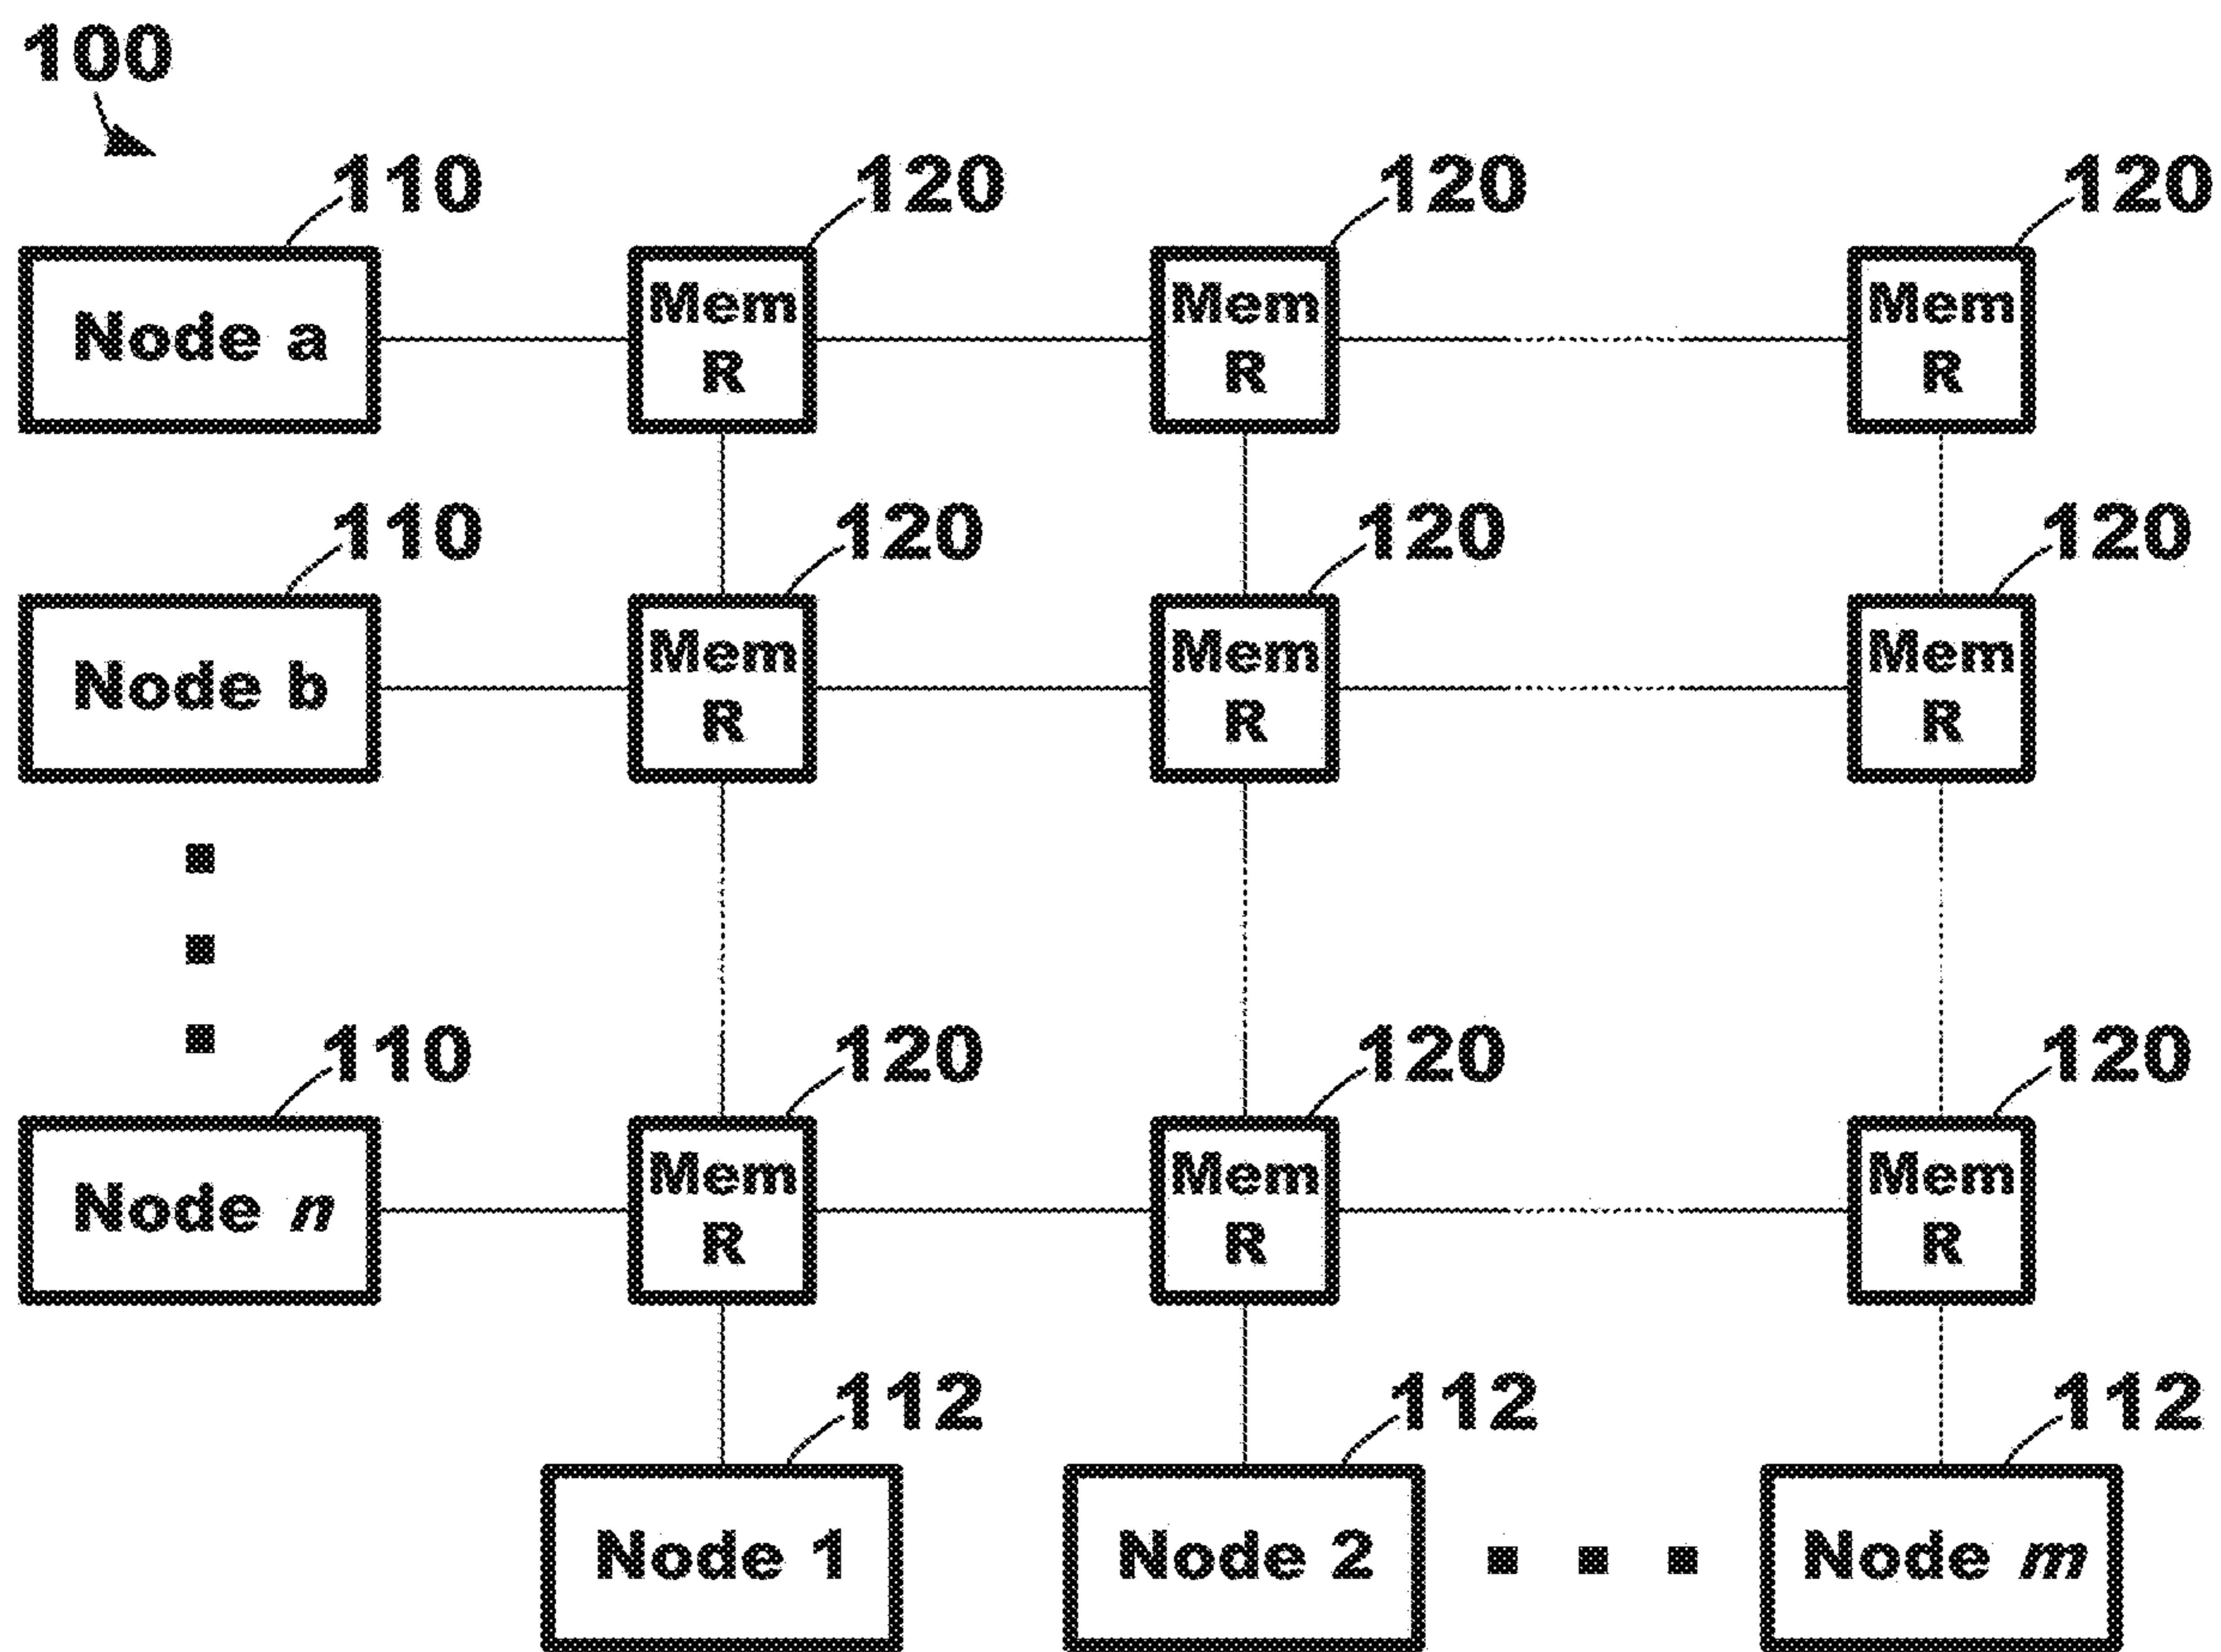 100
110 120 120 120
Node a Mem R Mem R Mem R
110 120 120 120
Node b Mem R Mem R Mem R
110 120 120 120
Node n Mem R Mem R Mem R
112 112 112
Node 1 Node 2 Node m